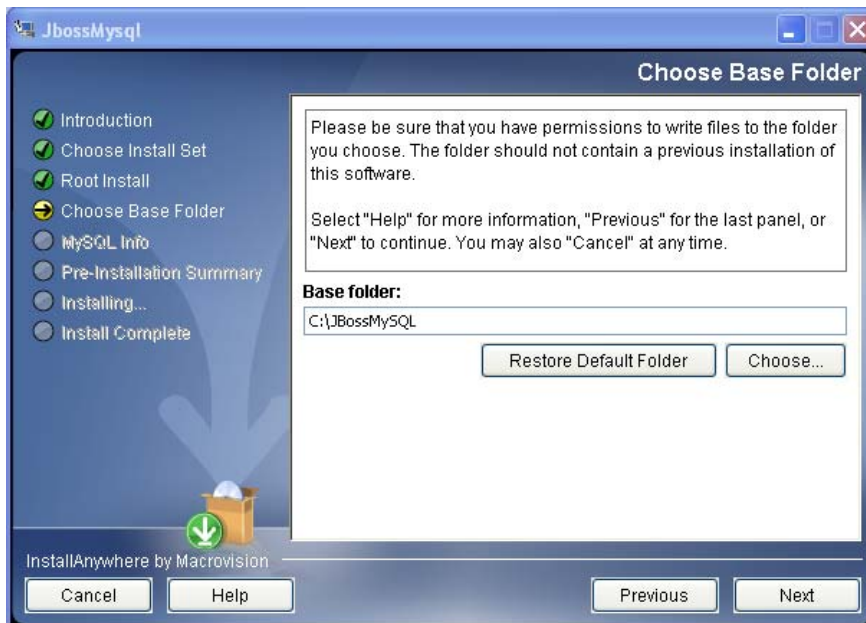 JbossMysql
Choose Base Folder
Introduction
Choose Install Set
Root Install
Choose Base Folder
MySQL Info
Pre-Installation Summary
Installing...
Install Complete
Please be sure that you have permissions to write files to the folder
you choose. The folder should not contain a previous installation of
this software.
Select "Help" for more information, "Previous" for the last panel, or
"Next" to continue. You may also "Cancel" at any time.
Base folder:
C:\JBossMySQL
Restore Default Folder
Choose...
InstallAnywhere by Macrovision
Cancel
Help
Previous
Next